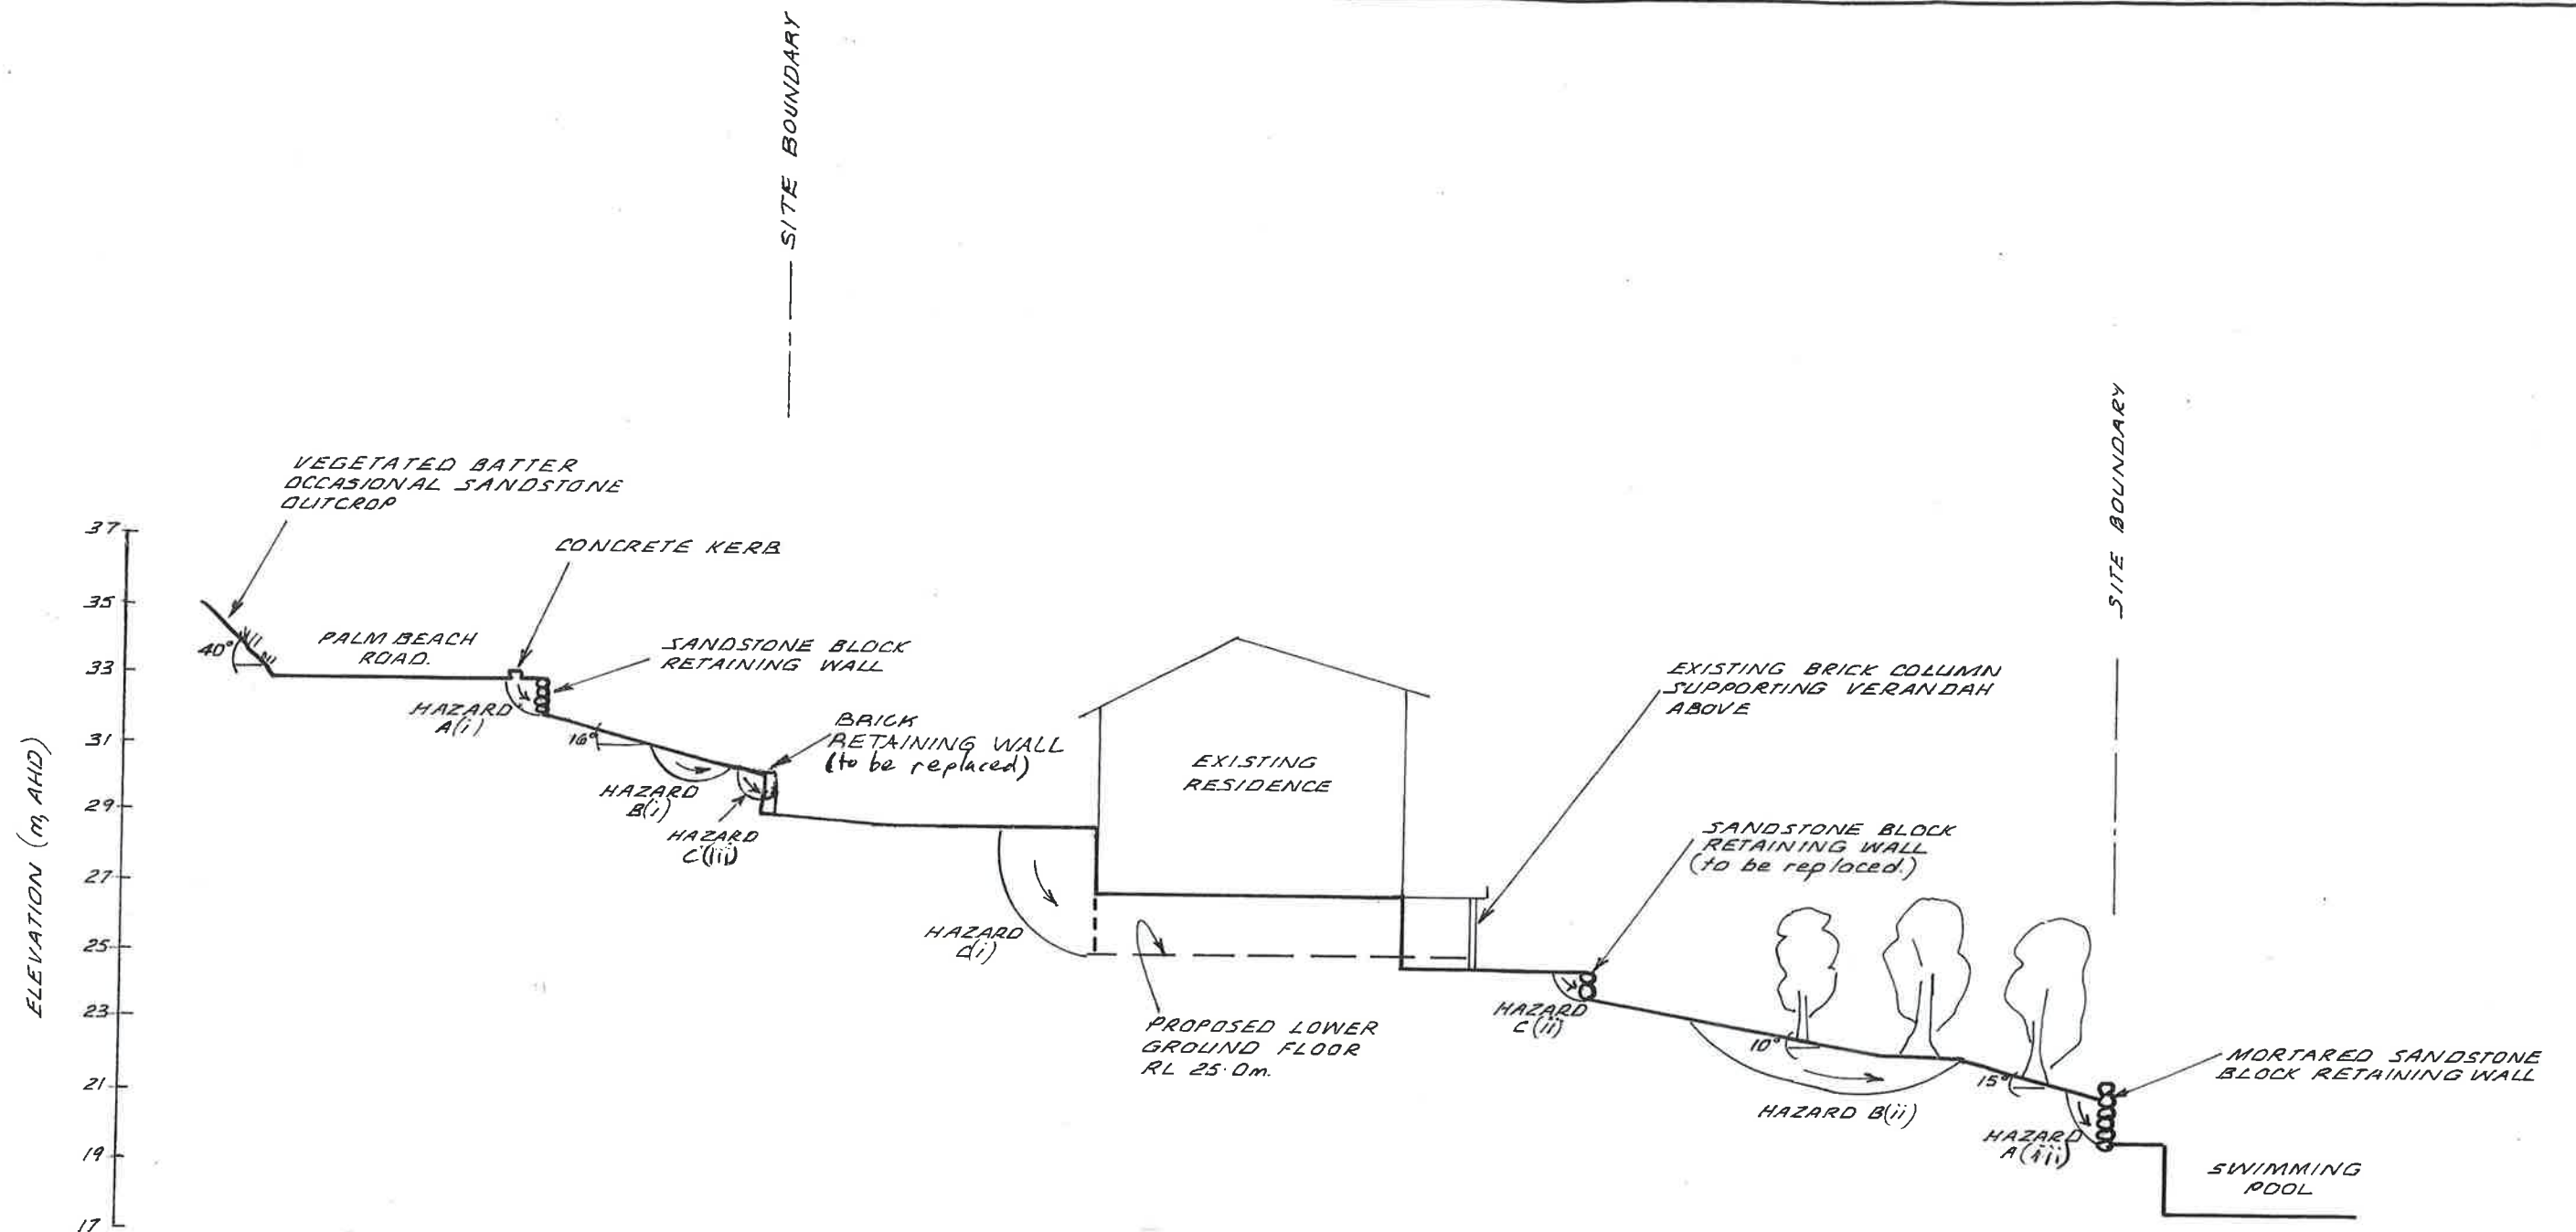 SITE BOUNDARY
SITE BOUNDARY
VEGETATED BATTER
OCCASIONAL SANDSTONE
OUTCROP
CONCRETE KERB
37
35
33
31
29
27
25
23
21
19
17
ELEVATION (m, AHD)
40°
PALM BEACH
ROAD.
SANDSTONE BLOCK
RETAINING WALL
HAZARD
A(i)
16°
BRICK
RETAINING WALL
(to be replaced)
HAZARD
B(i)
HAZARD
C(iii)
EXISTING
RESIDENCE
EXISTING BRICK COLUMN
SUPPORTING VERANDAH
ABOVE
SANDSTONE BLOCK
RETAINING WALL
(to be replaced.)
HAZARD
C(i)
PROPOSED LOWER
GROUND FLOOR
RL 25.0m.
HAZARD
C(ii)
10°
HAZARD B(ii)
15°
HAZARD
A(iii)
MORTARED SANDSTONE
BLOCK RETAINING WALL
SWIMMING
POOL